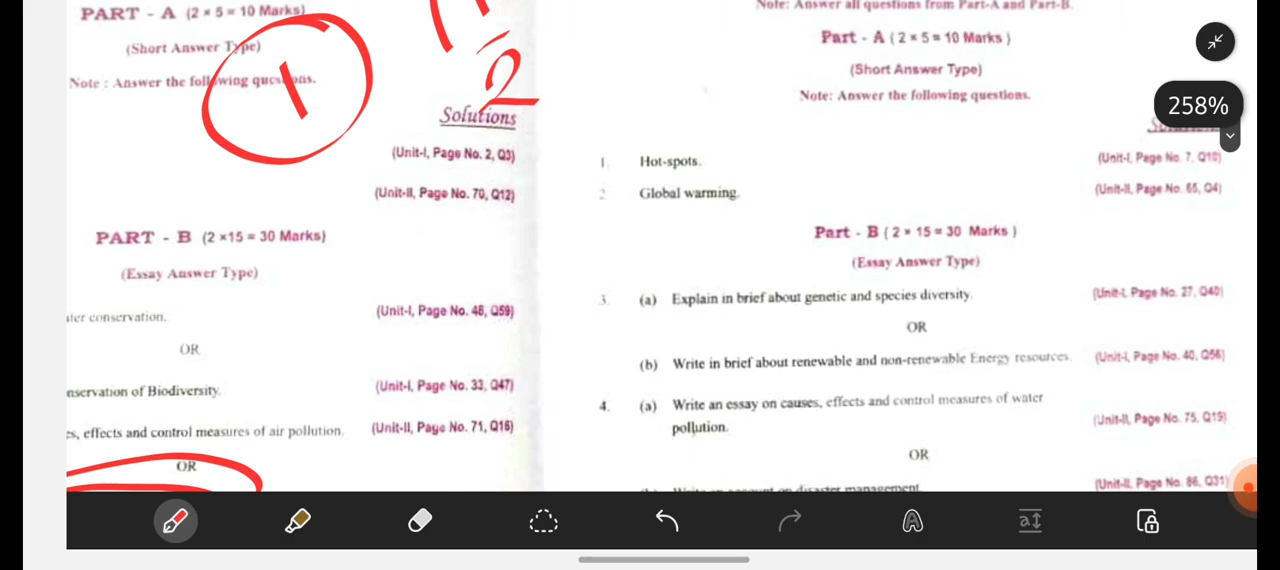 PART - A (2 × 5 = 10 Marks)
(Short Answer Type)
Note : Answer the following questions.
1
2
Solutions
(Unit-I, Page No. 2, Q3)
(Unit-II, Page No. 70, Q12)
PART - B (2 ×15 = 30 Marks)
(Essay Answer Type)
ter conservation.
(Unit-I, Page No. 46, Q59)
OR
nservation of Biodiversity.
(Unit-I, Page No. 33, Q47)
es, effects and control measures of air pollution.
(Unit-II, Page No. 71, Q16)
OR
Note: Answer all questions from Part-A and Part-B.
Part - A ( 2 × 5 = 10 Marks )
(Short Answer Type)
Note: Answer the following questions.
258%
1. Hot-spots. (Unit-I, Page No. 7, Q10)
2 Global warming. (Unit-II, Page No. 65, Q4)
Part - B ( 2 × 15 = 30 Marks )
(Essay Answer Type)
3. (a) Explain in brief about genetic and species diversity. (Unit-I, Page No. 27, Q40)
OR
(b) Write in brief about renewable and non-renewable Energy resources. (Unit-I, Page No. 40, Q56)
4. (a) Write an essay on causes, effects and control measures of water
pollution. (Unit-II, Page No. 75, Q19)
OR
disaster management. (Unit-II, Page No. 86, Q31)